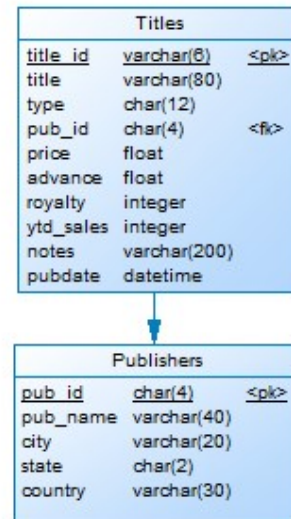 Titles
title_id varchar(6) <pk>
title varchar(80)
type char(12)
pub_id char(4) <fk>
price float
advance float
royalty integer
ytd_sales integer
notes varchar(200)
pubdate datetime
Publishers
pub_id char(4) <pk>
pub_name varchar(40)
city varchar(20)
state char(2)
country varchar(30)